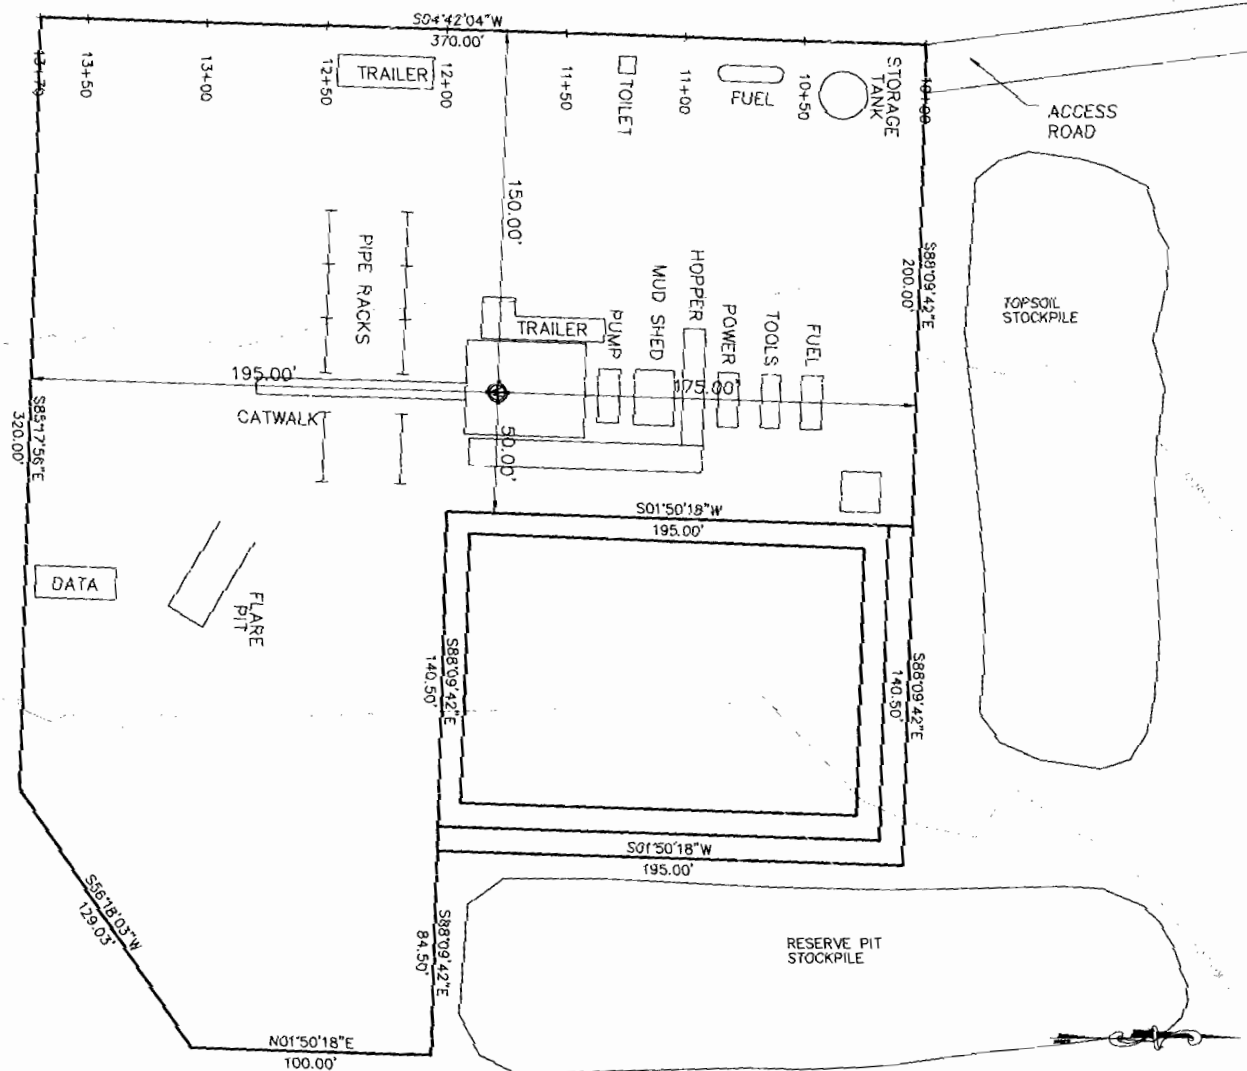 S04°42'04"W
370.00'
13+70
13+50
13+00
12+50
TRAILER
12+00
11+50
TOILET
11+00
FUEL
10+50
STORAGE
TANK
10+00
ACCESS
ROAD
150.00'
PIPE RACKS
S88°09'42"E
200.00'
TOPSOIL
STOCKPILE
TRAILER
PUMP
MUD SHED
HOPPER
POWER
TOOLS
FUEL
195.00'
175.00'
CATWALK
50.00'
320.00'
S01°50'18"W
195.00'
DATA
FLARE
PIT
S88°09'42"E
140.50'
S88°09'42"E
140.50'
S01°50'18"W
195.00'
S56°18'03"W
129.03'
S88°09'42"E
84.50'
RESERVE PIT
STOCKPILE
N01°50'18"E
100.00'